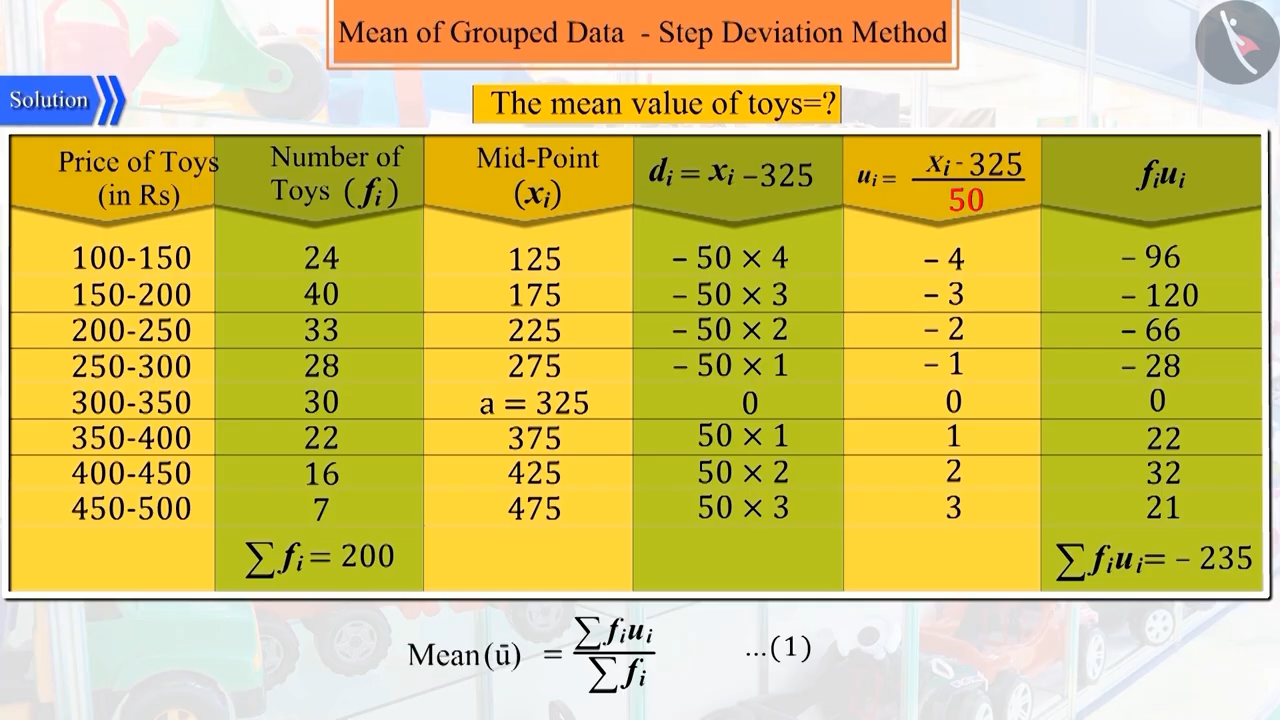 Mean of Grouped Data - Step Deviation Method
Solution
The mean value of toys=?
Price of Toys (in Rs) Number of Toys (fᵢ) Mid-Point (xᵢ) dᵢ = xᵢ − 325 uᵢ = xᵢ - 325 / 50 fᵢuᵢ
100-150 24 125 − 50 × 4 − 4 − 96
150-200 40 175 − 50 × 3 − 3 − 120
200-250 33 225 − 50 × 2 − 2 − 66
250-300 28 275 − 50 × 1 − 1 − 28
300-350 30 a = 325 0 0 0
350-400 22 375 50 × 1 1 22
400-450 16 425 50 × 2 2 32
450-500 7 475 50 × 3 3 21
∑fᵢ = 200 ∑fᵢuᵢ= − 235
Mean(ū) = ∑fᵢuᵢ / ∑fᵢ ...(1)